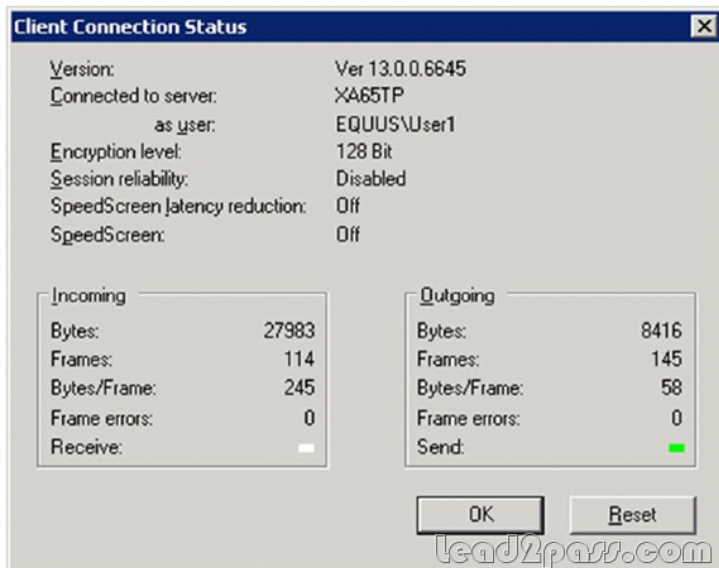 Client Connection Status
Version: Ver 13.0.0.6645
Connected to server: XA65TP
as user: EQUUS\User1
Encryption level: 128 Bit
Session reliability: Disabled
SpeedScreen latency reduction: Off
SpeedScreen: Off
Incoming
Bytes: 27983
Frames: 114
Bytes/Frame: 245
Frame errors: 0
Receive:
Outgoing
Bytes: 8416
Frames: 145
Bytes/Frame: 58
Frame errors: 0
Send:
OK Reset
Lead2pass.com